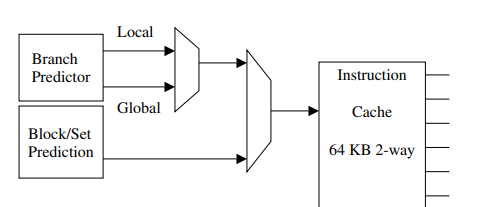 Local
Branch
Predictor
Global
Block/Set
Prediction
Instruction
Cache
64 KB 2-way